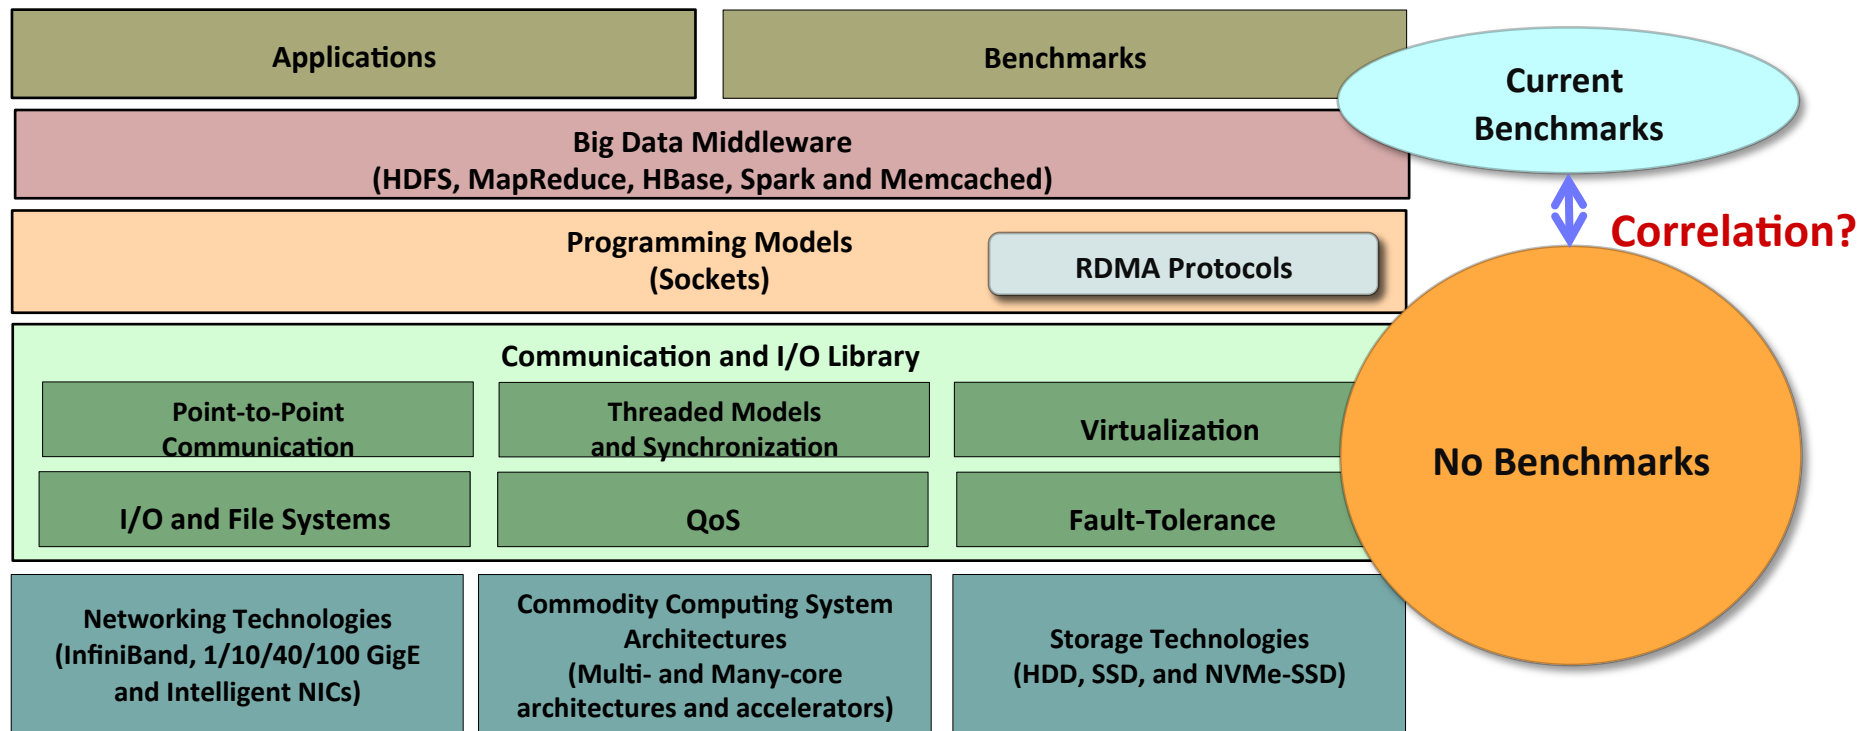 Applications
Benchmarks
Current
Benchmarks
Big Data Middleware
(HDFS, MapReduce, HBase, Spark and Memcached)
Programming Models
(Sockets)
RDMA Protocols
Correlation?
Communication and I/O Library
Point-to-Point
Communication
Threaded Models
and Synchronization
Virtualization
I/O and File Systems
QoS
Fault-Tolerance
No Benchmarks
Networking Technologies
(InfiniBand, 1/10/40/100 GigE
and Intelligent NICs)
Commodity Computing System
Architectures
(Multi- and Many-core
architectures and accelerators)
Storage Technologies
(HDD, SSD, and NVMe-SSD)